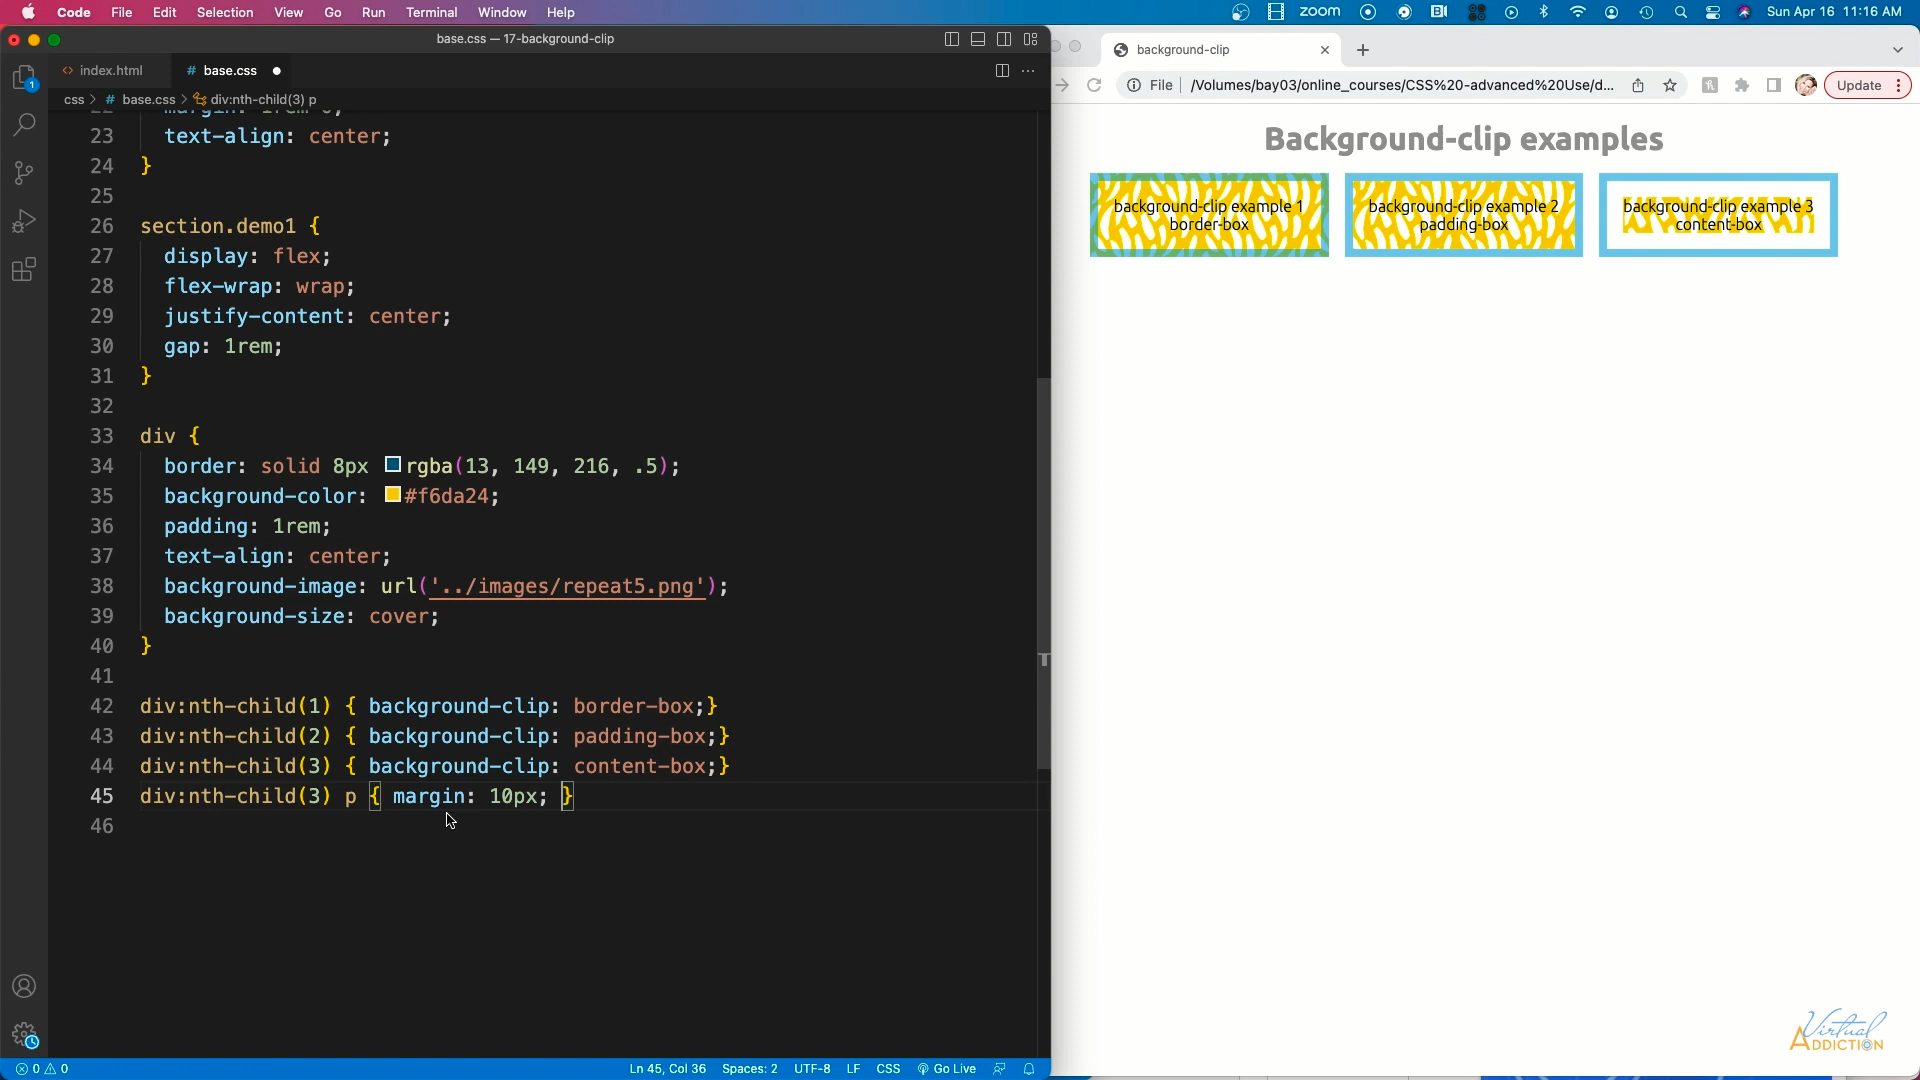 Code File Edit Selection View Go Run Terminal Window Help
zoom Sun Apr 16 11:16 AM
base.css — 17-background-clip
index.html
# base.css
css > # base.css > div:nth-child(3) p
23 text-align: center;
24 }
25
26 section.demo1 {
27 display: flex;
28 flex-wrap: wrap;
29 justify-content: center;
30 gap: 1rem;
31 }
32
33 div {
34 border: solid 8px rgba(13, 149, 216, .5);
35 background-color: #f6da24;
36 padding: 1rem;
37 text-align: center;
38 background-image: url('../images/repeat5.png');
39 background-size: cover;
40 }
41
42 div:nth-child(1) { background-clip: border-box;}
43 div:nth-child(2) { background-clip: padding-box;}
44 div:nth-child(3) { background-clip: content-box;}
45 div:nth-child(3) p { margin: 10px; }
46
1
0 0
Ln 45, Col 36 Spaces: 2 UTF-8 LF CSS Go Live
background-clip
File /Volumes/bay03/online_courses/CSS%20-advanced%20Use/d... Update
Background-clip examples
background-clip example 1
border-box
background-clip example 2
padding-box
background-clip example 3
content-box
Virtual
ADDICTION